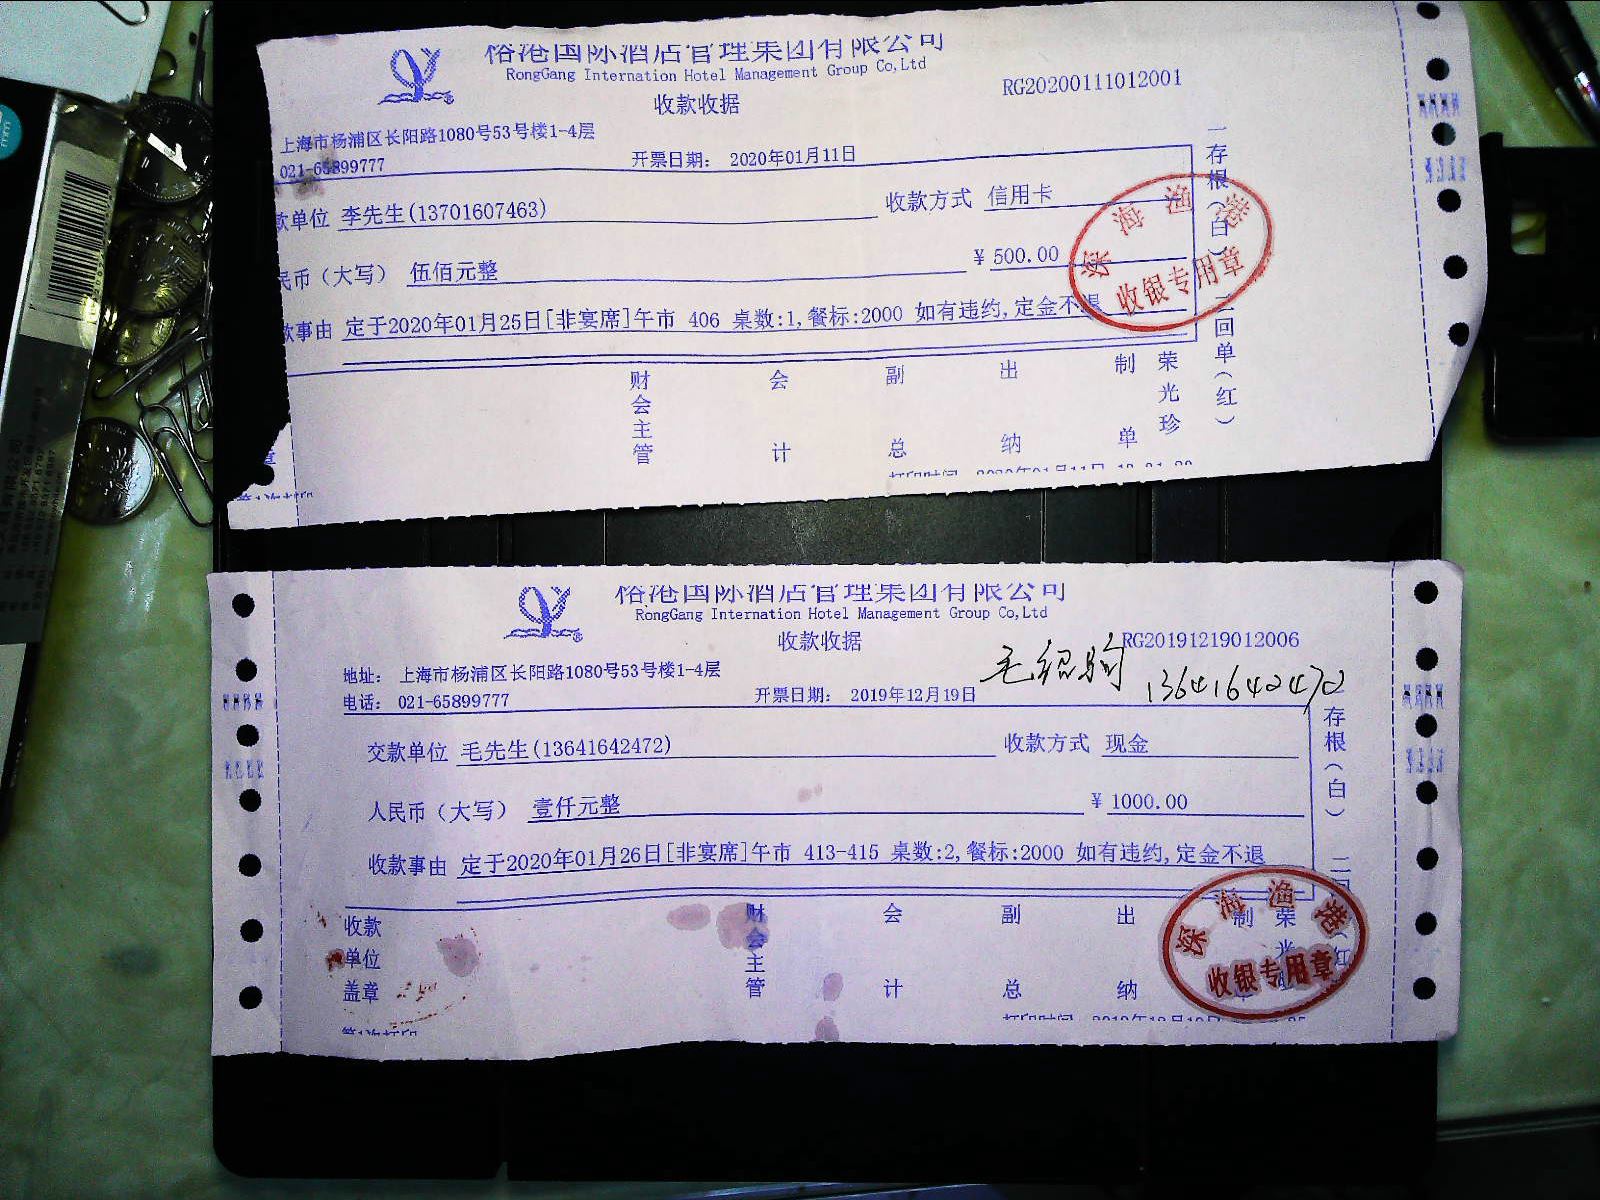 国际酒店管理集团有限公司
RongGang Internation Hotel Management Group Co,Ltd
收款收据
RG20200111012001
上海市杨浦区长阳路1080号53号楼1-4层
021-65899777
开票日期: 2020年01月11日
款单位 李先生(13701607463)
收款方式 信用卡
民币(大写) 伍佰元整
¥ 500.00
款事由 定于2020年01月25日[非宴席]午市 406 桌数:1,餐标:2000 如有违约,定金不退
财会主管 会计 副总 出纳 制单 荣光珍
一存根(白)
二回单(红)
深海渔港
收银专用章
国际酒店管理集团有限公司
RongGang Internation Hotel Management Group Co,Ltd
收款收据
RG20191219012006
毛
13641642472
地址: 上海市杨浦区长阳路1080号53号楼1-4层
电话: 021-65899777
开票日期: 2019年12月19日
交款单位 毛先生(13641642472)
收款方式 现金
人民币(大写) 壹仟元整
¥ 1000.00
收款事由 定于2020年01月26日[非宴席]午市 413-415 桌数:2,餐标:2000 如有违约,定金不退
收款单位盖章
财会主管 会计 副总 出纳 制 荣光
存根(白)
二
深海渔港
收银专用章